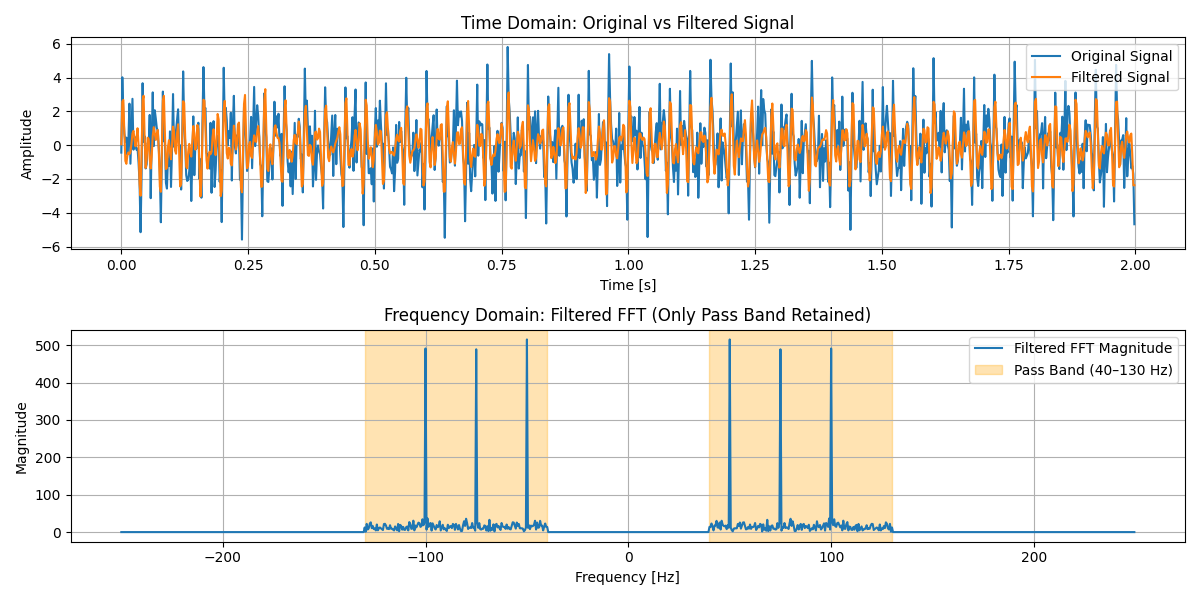 Time Domain: Original vs Filtered Signal
Amplitude
6
4
2
0
−2
−4
−6
Original Signal
Filtered Signal
0.00 0.25 0.50 0.75 1.00 1.25 1.50 1.75 2.00
Time [s]
Frequency Domain: Filtered FFT (Only Pass Band Retained)
Magnitude
500
400
300
200
100
0
Filtered FFT Magnitude
Pass Band (40–130 Hz)
−200 −100 0 100 200
Frequency [Hz]